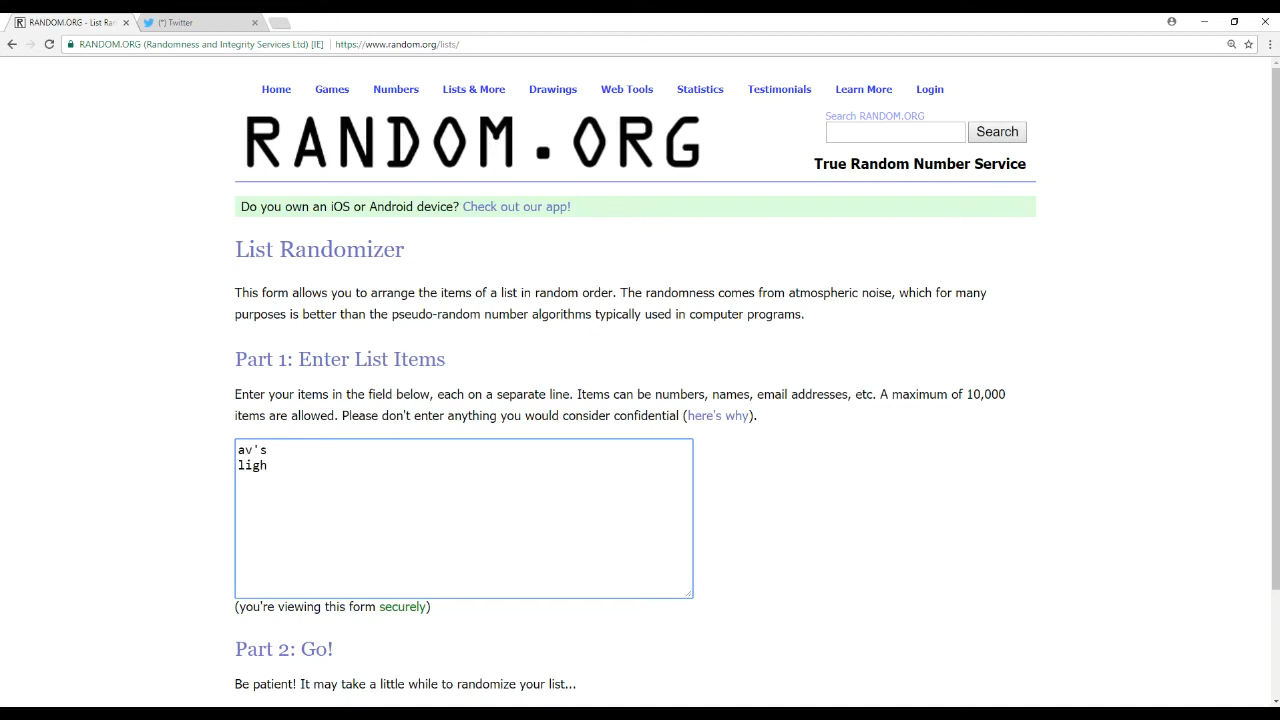 RANDOM.ORG - List Ran
(*) Twitter
RANDOM.ORG (Randomness and Integrity Services Ltd) [IE]
https://www.random.org/lists/
Home Games Numbers Lists & More Drawings Web Tools Statistics Testimonials Learn More Login
Search RANDOM.ORG
RANDOM.ORG
Search
True Random Number Service
Do you own an iOS or Android device? Check out our app!
List Randomizer
This form allows you to arrange the items of a list in random order. The randomness comes from atmospheric noise, which for many
purposes is better than the pseudo-random number algorithms typically used in computer programs.
Part 1: Enter List Items
Enter your items in the field below, each on a separate line. Items can be numbers, names, email addresses, etc. A maximum of 10,000
items are allowed. Please don't enter anything you would consider confidential (here's why).
av's
ligh
(you're viewing this form securely)
Part 2: Go!
Be patient! It may take a little while to randomize your list...